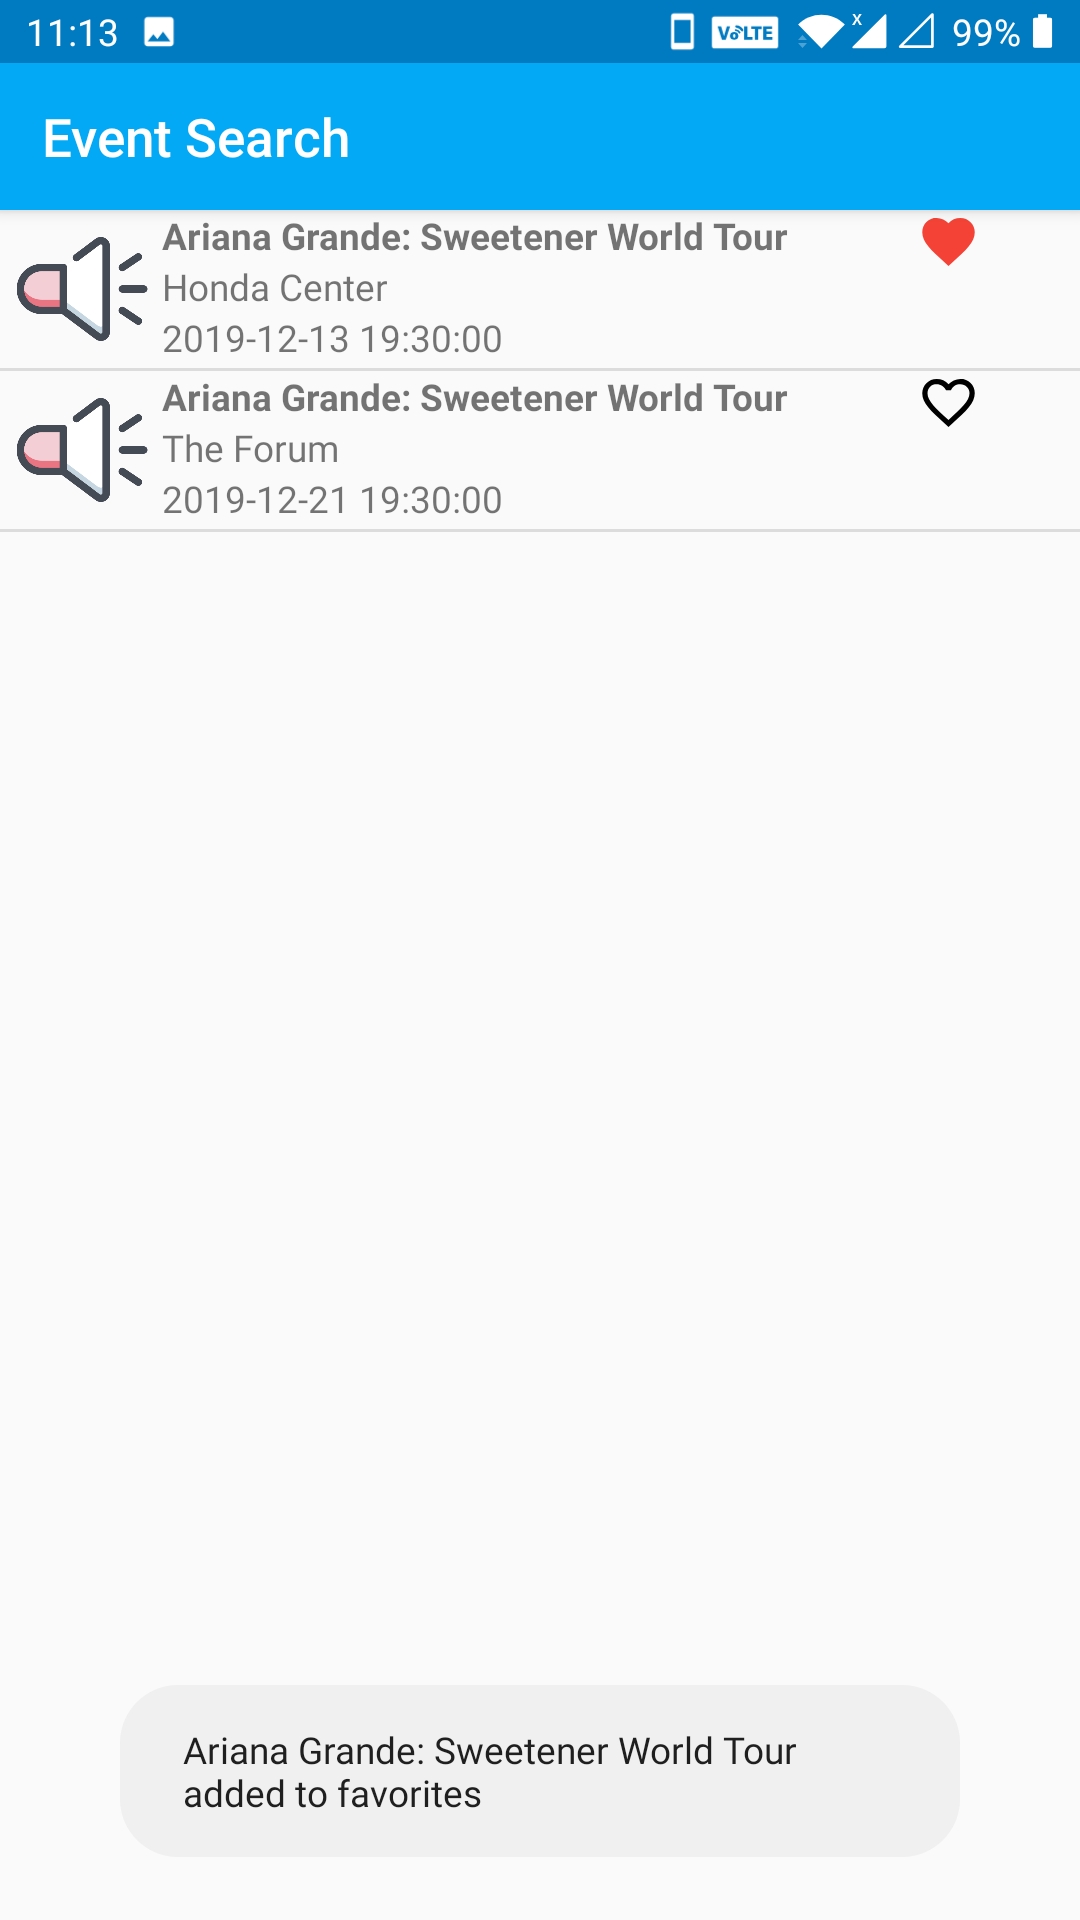 11:13
VoLTE
x
99%
Event Search
Ariana Grande: Sweetener World Tour
Honda Center
2019-12-13 19:30:00
Ariana Grande: Sweetener World Tour
The Forum
2019-12-21 19:30:00
Ariana Grande: Sweetener World Tour
added to favorites